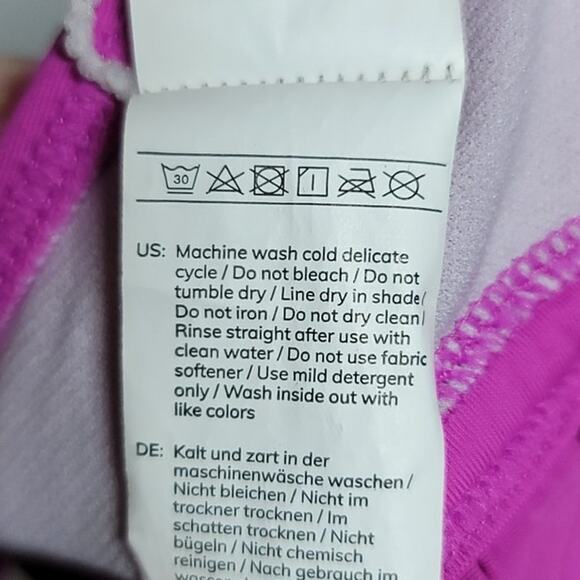 30
US: Machine wash cold delicate
cycle / Do not bleach / Do not
tumble dry / Line dry in shade/
Do not iron / Do not dry clean/
Rinse straight after use with
clean water / Do not use fabric
softener / Use mild detergent
only / Wash inside out with
like colors
DE: Kalt und zart in der
maschinenwäsche waschen /
Nicht bleichen / Nicht im
trockner trocknen / Im
schatten trocknen / Nicht
bügeln / Nicht chemisch
reinigen / Nach gebrauch im